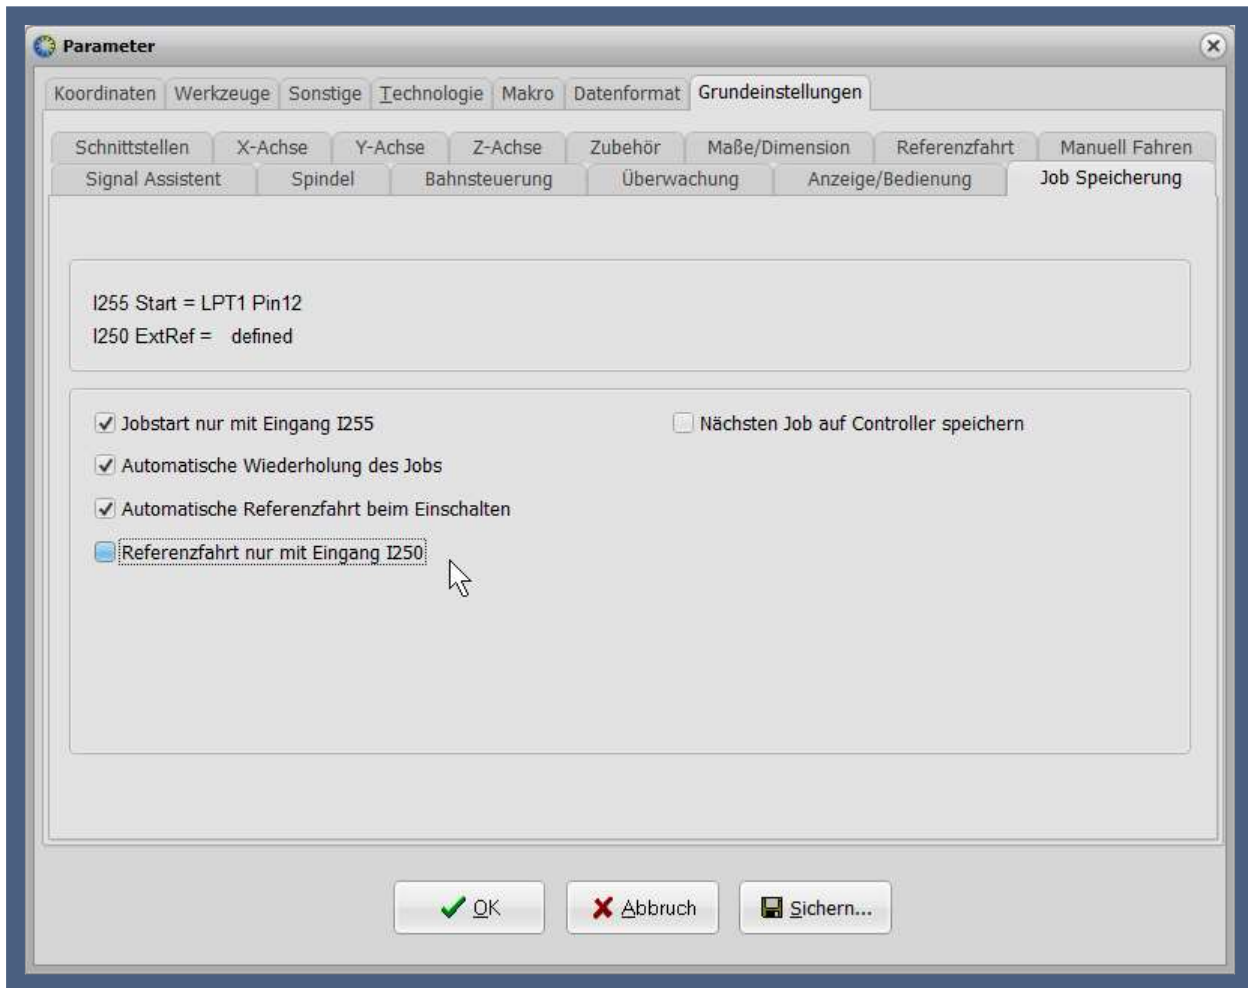 Parameter
Koordinaten Werkzeuge Sonstige Technologie Makro Datenformat Grundeinstellungen
Schnittstellen X-Achse Y-Achse Z-Achse Zubehör Maße/Dimension Referenzfahrt Manuell Fahren
Signal Assistent Spindel Bahnsteuerung Überwachung Anzeige/Bedienung Job Speicherung
I255 Start = LPT1 Pin12
I250 ExtRef = defined
Jobstart nur mit Eingang I255 Nächsten Job auf Controller speichern
Automatische Wiederholung des Jobs
Automatische Referenzfahrt beim Einschalten
Referenzfahrt nur mit Eingang I250
OK Abbruch Sichern...